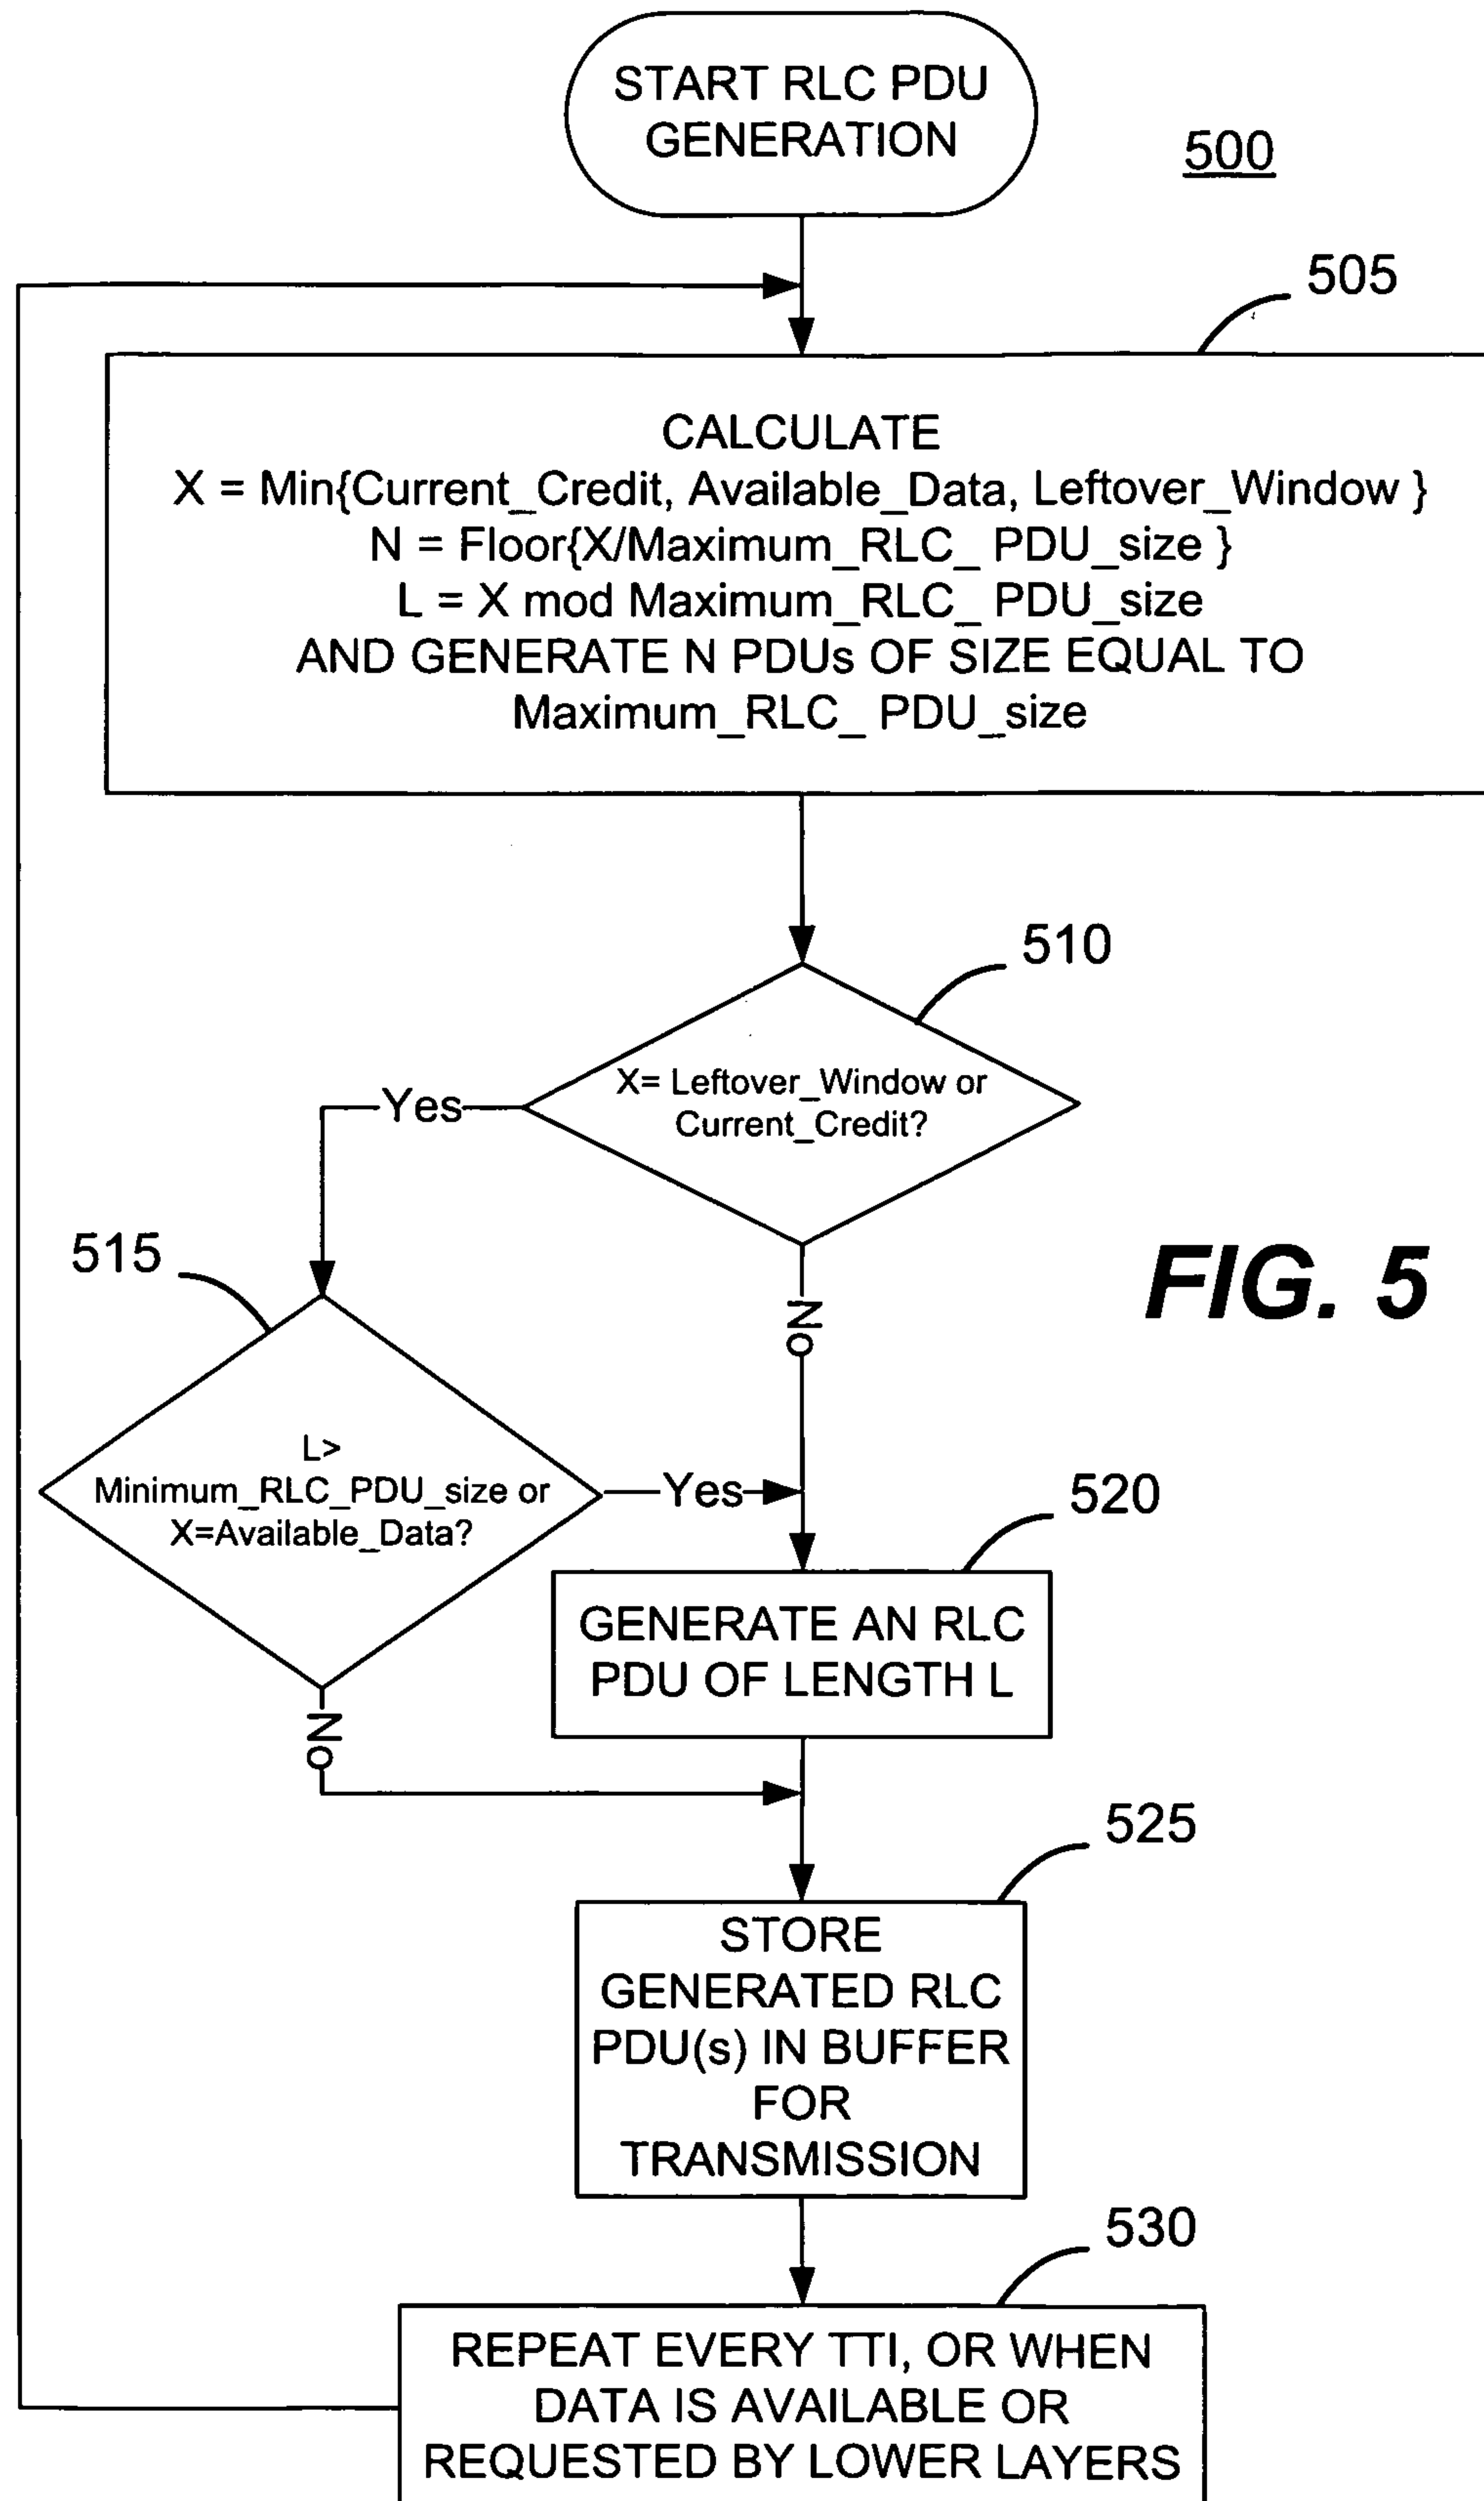 START RLC PDU
GENERATION
500
505
CALCULATE
X = Min{Current_Credit, Available_Data, Leftover_Window }
N = Floor{X/Maximum_RLC_ PDU_size }
L = X mod Maximum_RLC_ PDU_size
AND GENERATE N PDUs OF SIZE EQUAL TO
Maximum_RLC_ PDU_size
510
X= Leftover_Window or
Current_Credit?
Yes
No
515
FIG. 5
L>
Minimum_RLC_PDU_size or
X=Available_Data?
Yes
No
520
GENERATE AN RLC
PDU OF LENGTH L
525
STORE
GENERATED RLC
PDU(s) IN BUFFER
FOR
TRANSMISSION
530
REPEAT EVERY TTI, OR WHEN
DATA IS AVAILABLE OR
REQUESTED BY LOWER LAYERS